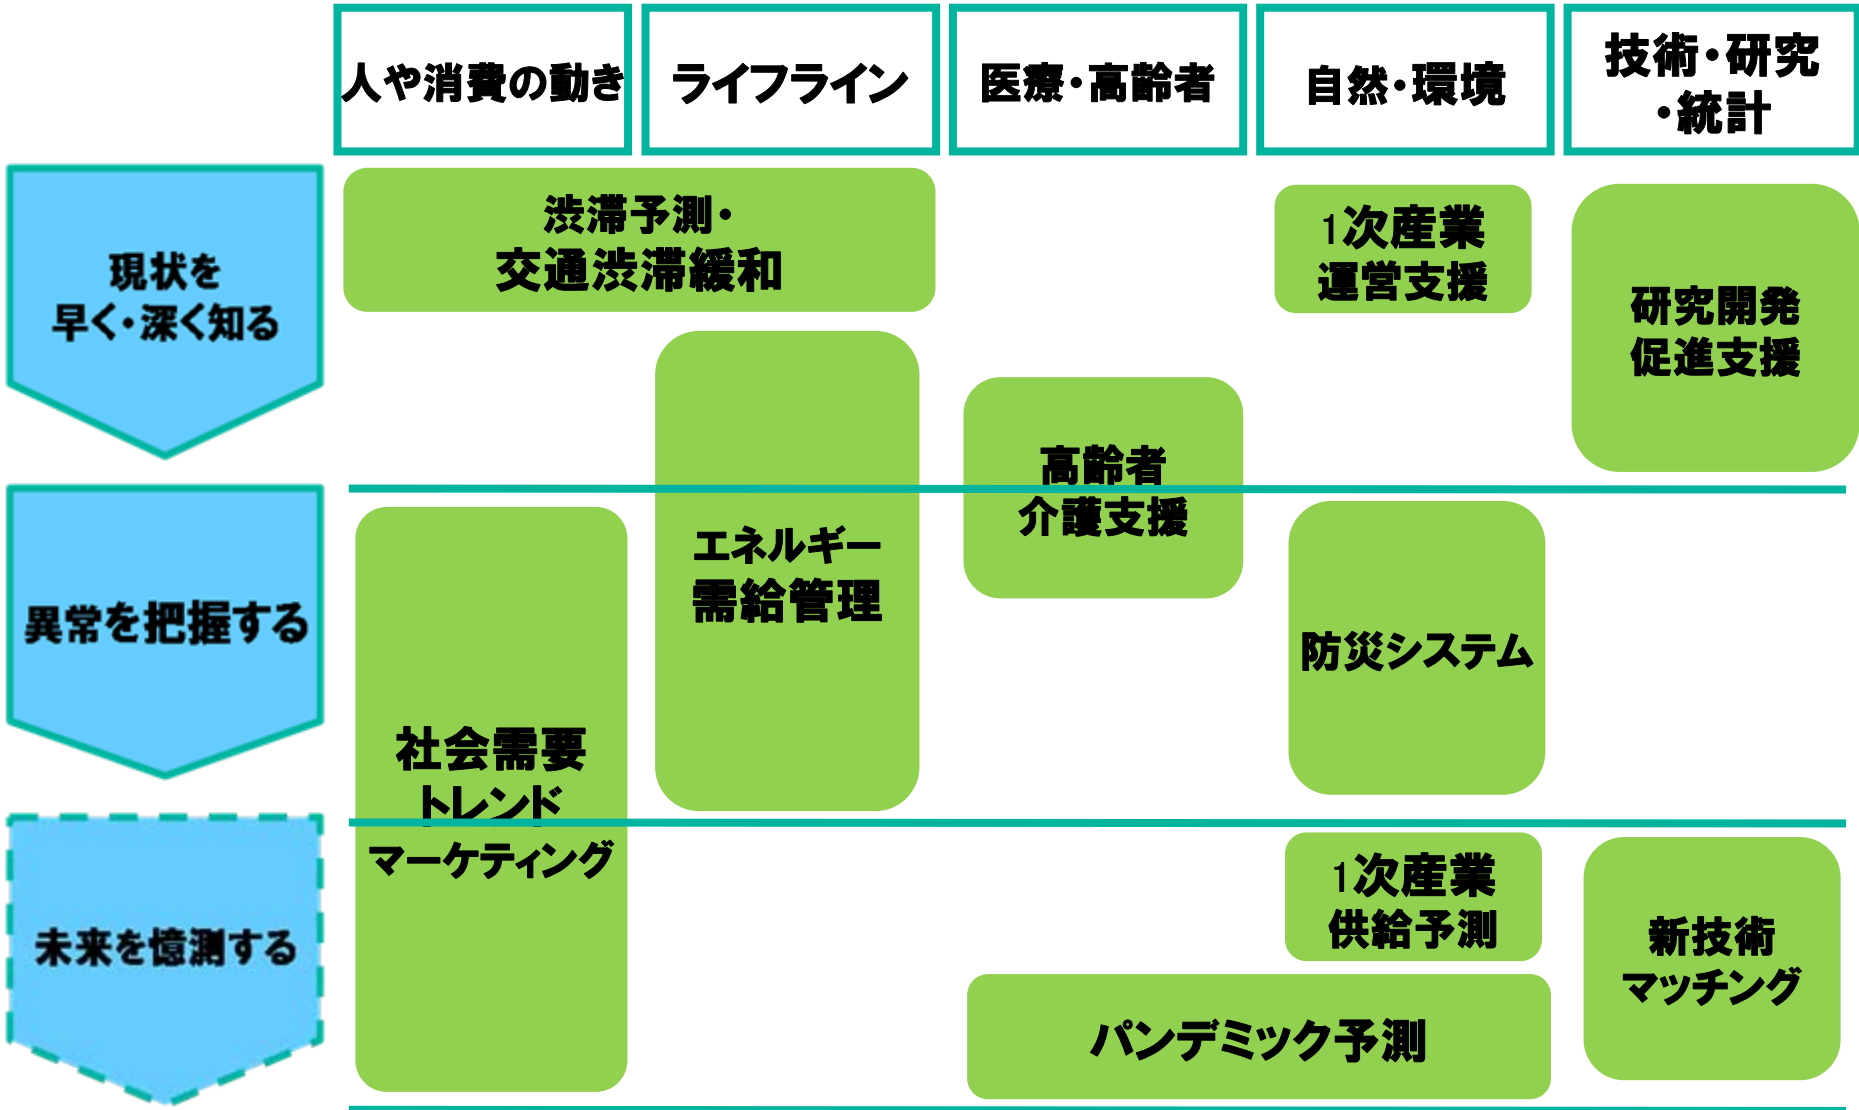 人や消費の動き
ライフライン
医療・高齢者
自然・環境
技術・研究
・統計
現状を
早く・深く知る
渋滞予測・
交通渋滞緩和
1次産業
運営支援
研究開発
促進支援
高齢者
介護支援
異常を把握する
エネルギー
需給管理
防災システム
社会需要
トレンド
マーケティング
未来を憶測する
1次産業
供給予測
新技術
マッチング
パンデミック予測